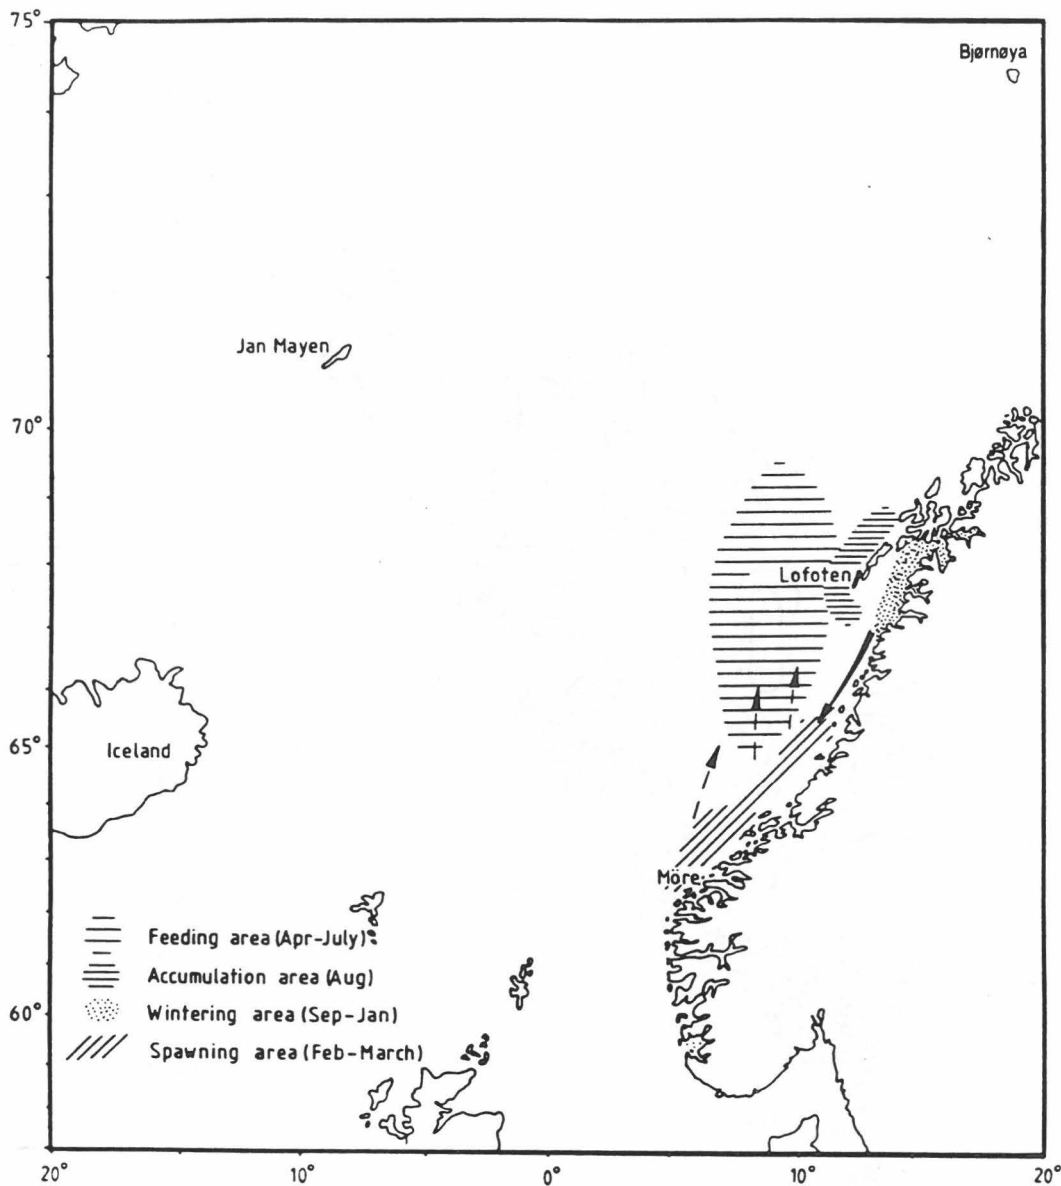 75°
Bjørnøya
Jan Mayen
70°
Lofoten
65°
Iceland
Möre
Feeding area (Apr-July)
Accumulation area (Aug)
60°
Wintering area (Sep-Jan)
Spawning area (Feb-March)
20°
10°
0°
10°
20°